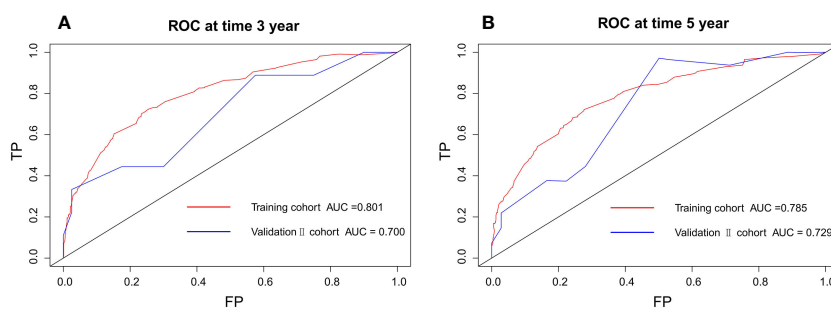 A
ROC at time 3 year
TP
1.0
0.8
0.6
0.4
0.2
0.0
Training cohort AUC =0.801
Validation Ⅱ cohort AUC = 0.700
0.0 0.2 0.4 0.6 0.8 1.0
FP
B
ROC at time 5 year
TP
1.0
0.8
0.6
0.4
0.2
0.0
Training cohort AUC =0.785
Validation Ⅱ cohort AUC = 0.729
0.0 0.2 0.4 0.6 0.8 1.0
FP